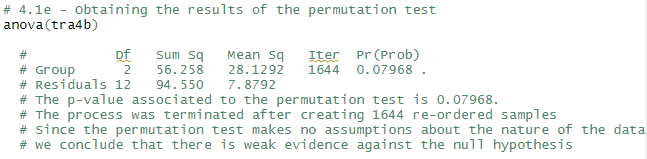 # 4.1e - Obtaining the results of the permutation test
anova(tra4b)
# Df Sum Sq Mean Sq Iter Pr(Prob)
# Group 2 56.258 28.1292 1644 0.07968 .
# Residuals 12 94.550 7.8792
# The p-value associated to the permutation test is 0.07968.
# The process was terminated after creating 1644 re-ordered samples
# Since the permutation test makes no assumptions about the nature of the data
# we conclude that there is weak evidence against the null hypothesis